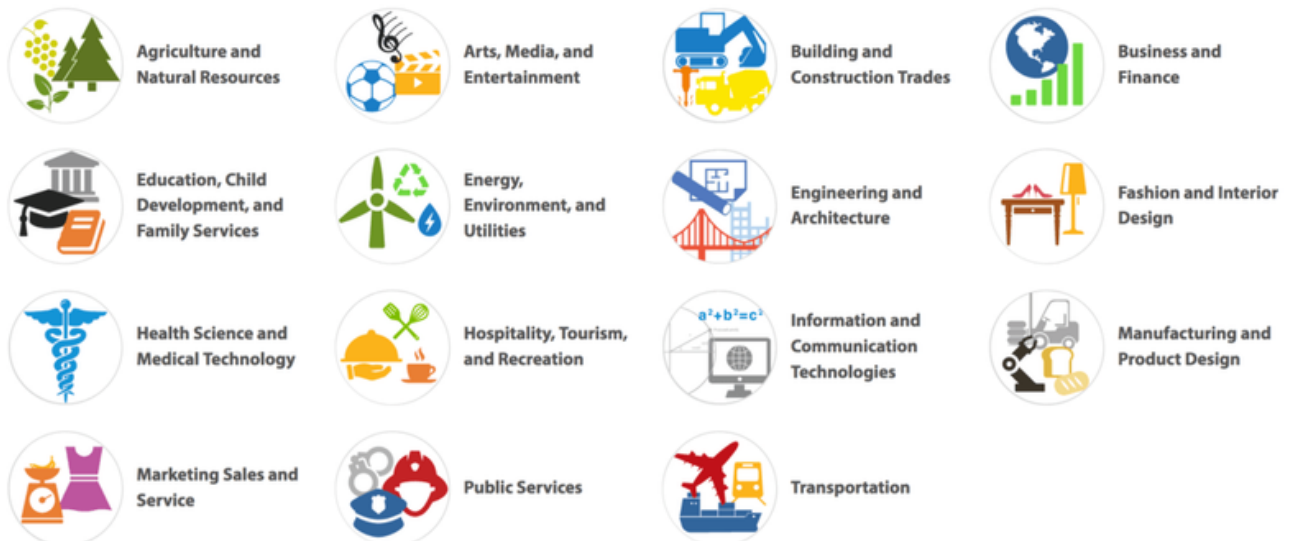 Agriculture and
Natural Resources
Arts, Media, and
Entertainment
Building and
Construction Trades
Business and
Finance
Education, Child
Development, and
Family Services
Energy,
Environment, and
Utilities
Engineering and
Architecture
Fashion and Interior
Design
Health Science and
Medical Technology
Hospitality, Tourism,
and Recreation
a²+b²=c²
Information and
Communication
Technologies
Manufacturing and
Product Design
Marketing Sales and
Service
Public Services
Transportation